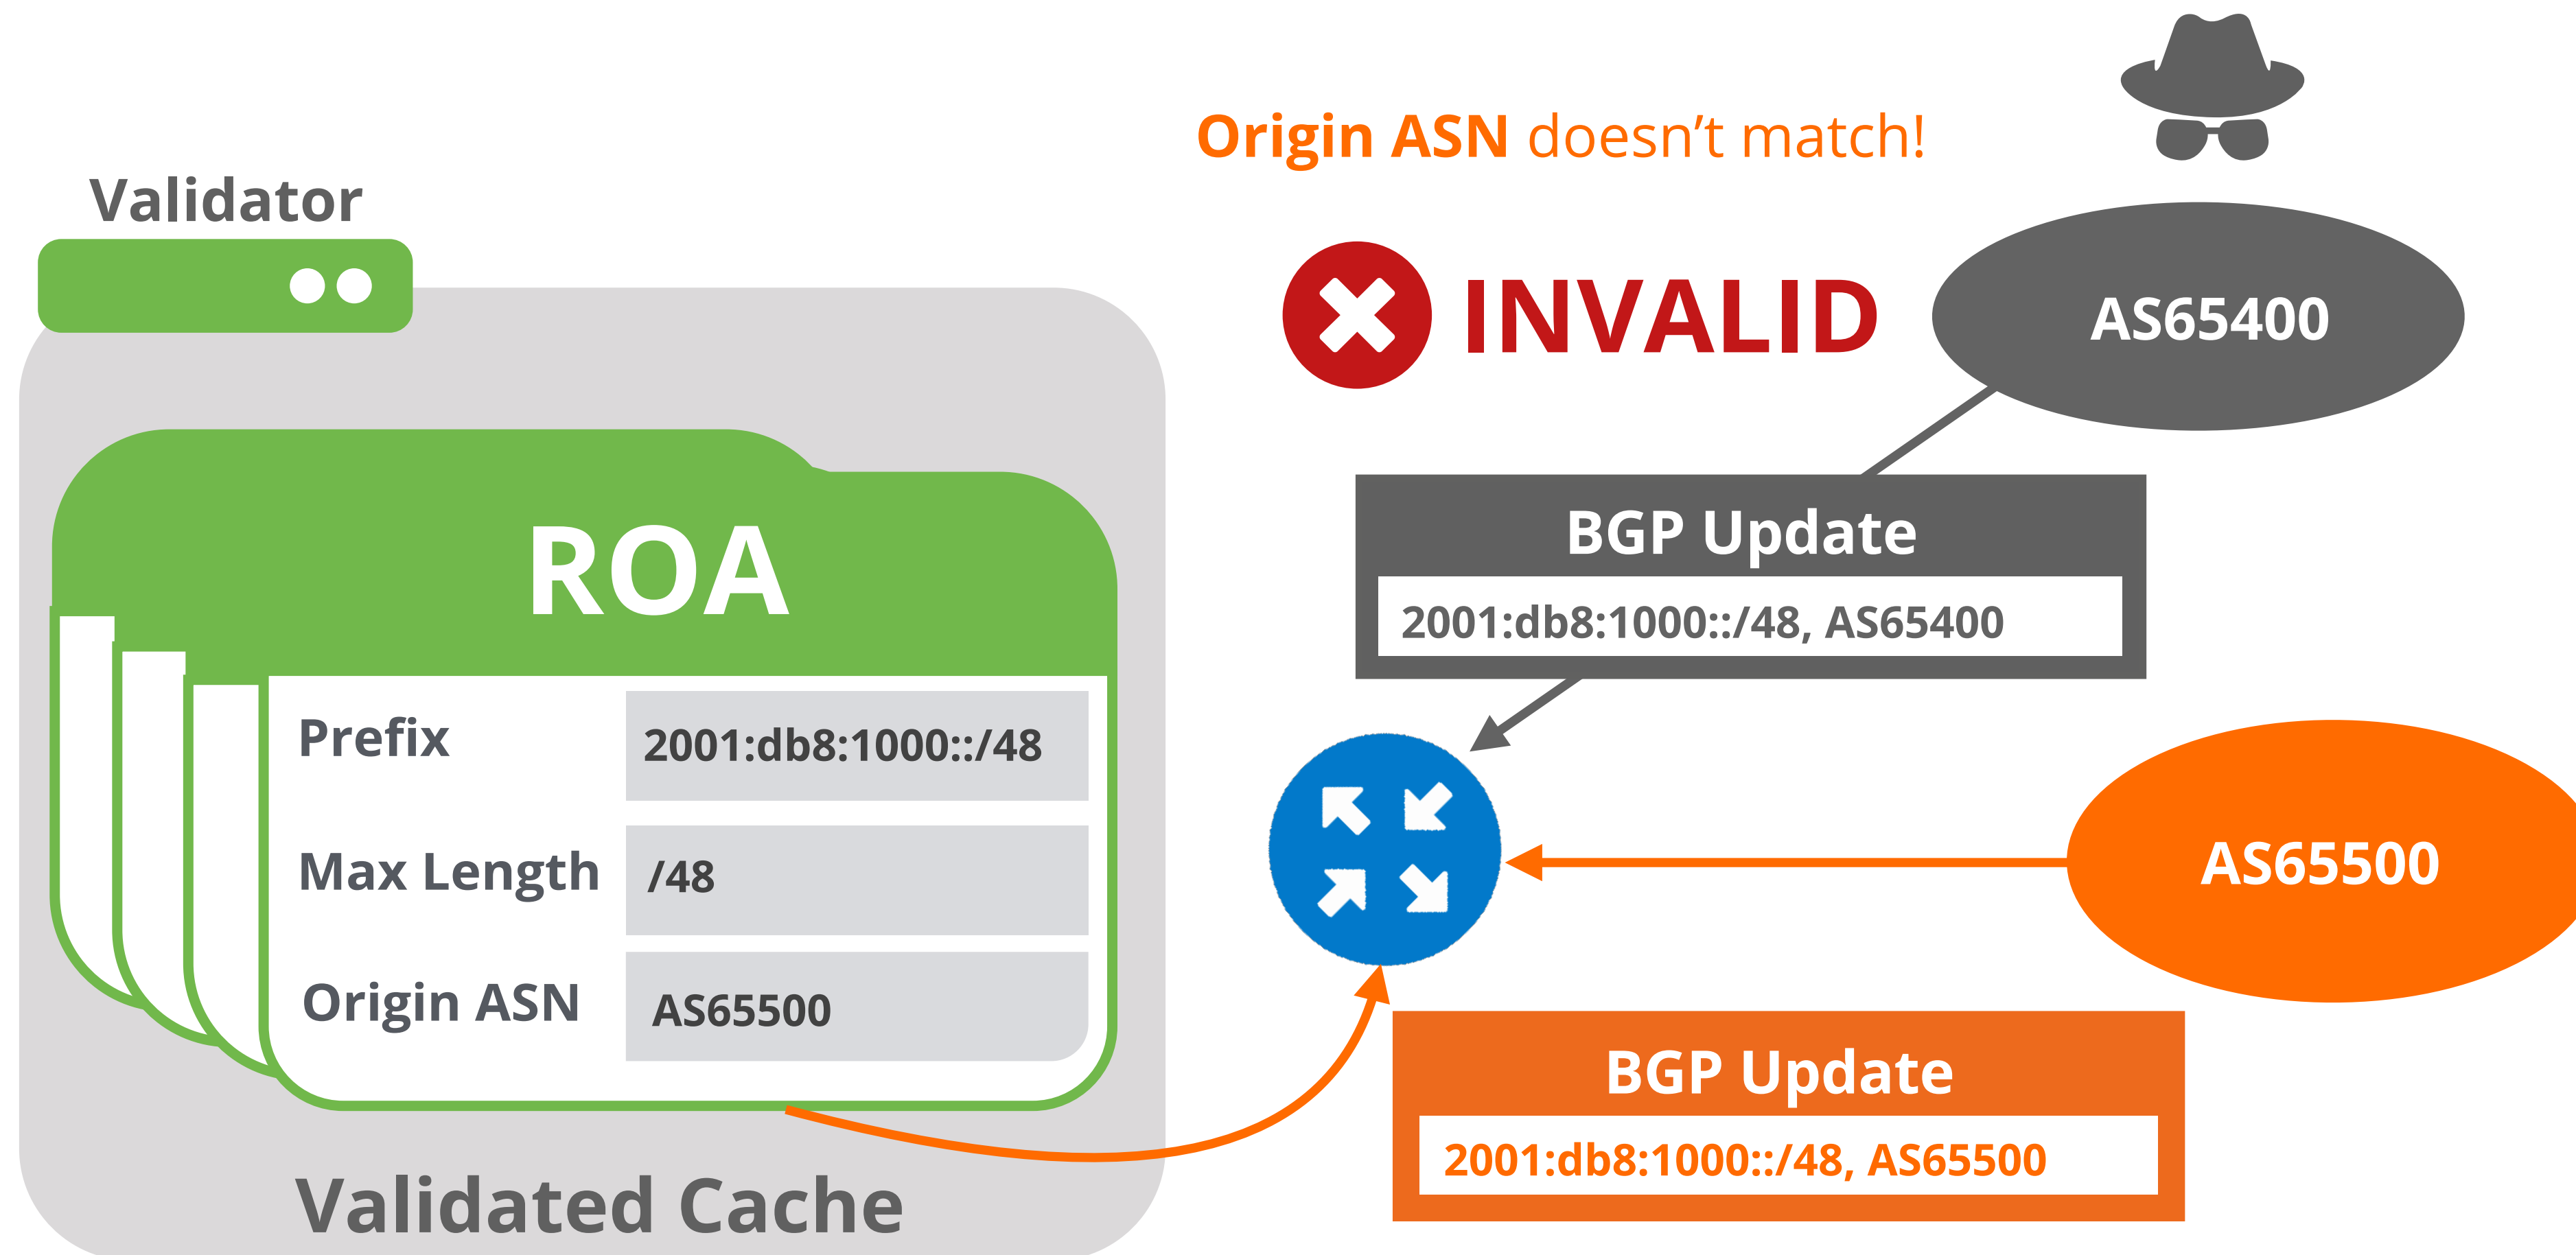 Origin ASN doesn't match!
Validator
INVALID
AS65400
ROA
BGP Update
2001:db8:1000::/48, AS65400
Prefix
2001:db8:1000::/48
Max Length
/48
Origin ASN
AS65500
AS65500
BGP Update
2001:db8:1000::/48, AS65500
Validated Cache